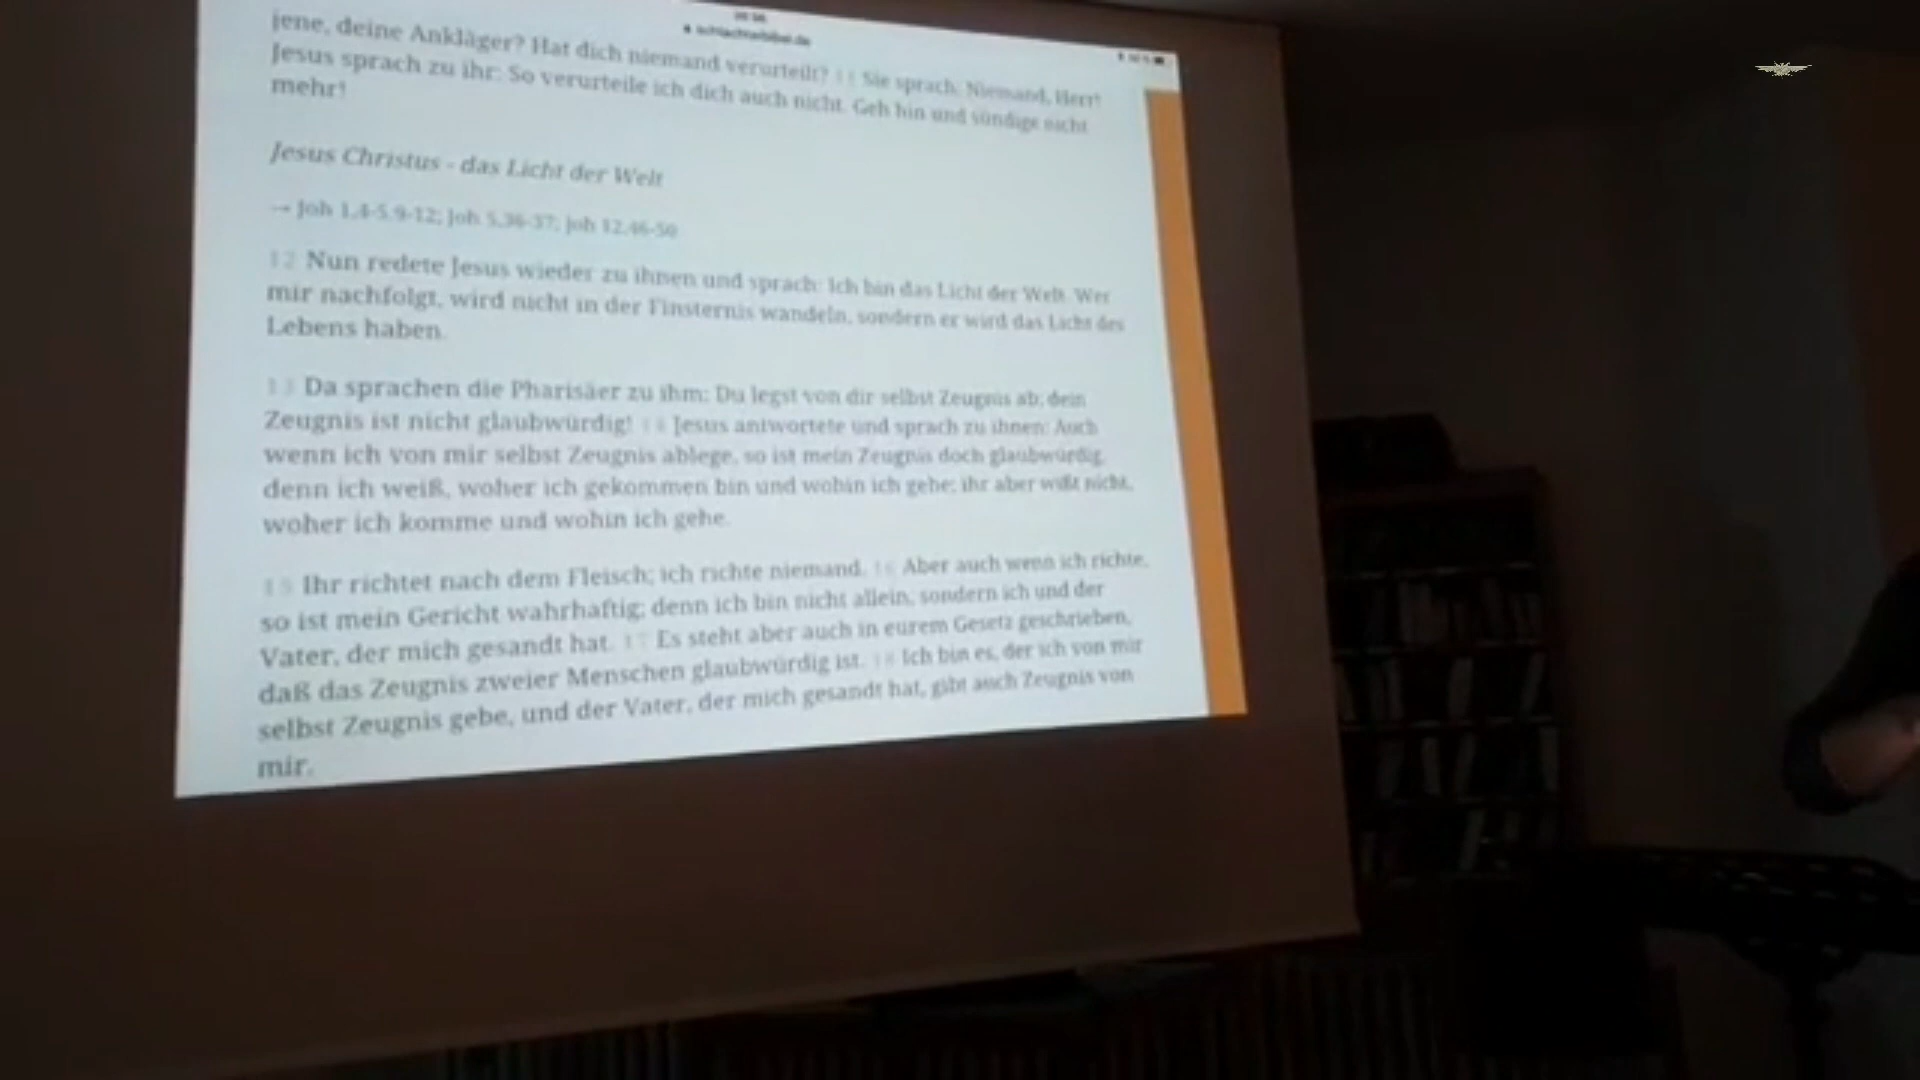 jene, deine Ankläger? Hat dich niemand verurteilt? 11 Sie sprach: Niemand, Herr!
Jesus sprach zu ihr: So verurteile ich dich auch nicht. Geh hin und sündige nicht
mehr!
Jesus Christus - das Licht der Welt
→ Joh 1,4-5.9-12; Joh 5,36-37; Joh 12,46-50
12 Nun redete Jesus wieder zu ihnen und sprach: Ich bin das Licht der Welt. Wer
mir nachfolgt, wird nicht in der Finsternis wandeln, sondern er wird das Licht des
Lebens haben.
13 Da sprachen die Pharisäer zu ihm: Du legst von dir selbst Zeugnis ab; dein
Zeugnis ist nicht glaubwürdig! 14 Jesus antwortete und sprach zu ihnen: Auch
wenn ich von mir selbst Zeugnis ablege, so ist mein Zeugnis doch glaubwürdig,
denn ich weiß, woher ich gekommen bin und wohin ich gehe; ihr aber wißt nicht,
woher ich komme und wohin ich gehe.
15 Ihr richtet nach dem Fleisch; ich richte niemand. 16 Aber auch wenn ich richte,
so ist mein Gericht wahrhaftig; denn ich bin nicht allein, sondern ich und der
Vater, der mich gesandt hat. 17 Es steht aber auch in eurem Gesetz geschrieben,
daß das Zeugnis zweier Menschen glaubwürdig ist. 18 Ich bin es, der ich von mir
selbst Zeugnis gebe, und der Vater, der mich gesandt hat, gibt auch Zeugnis von
mir.